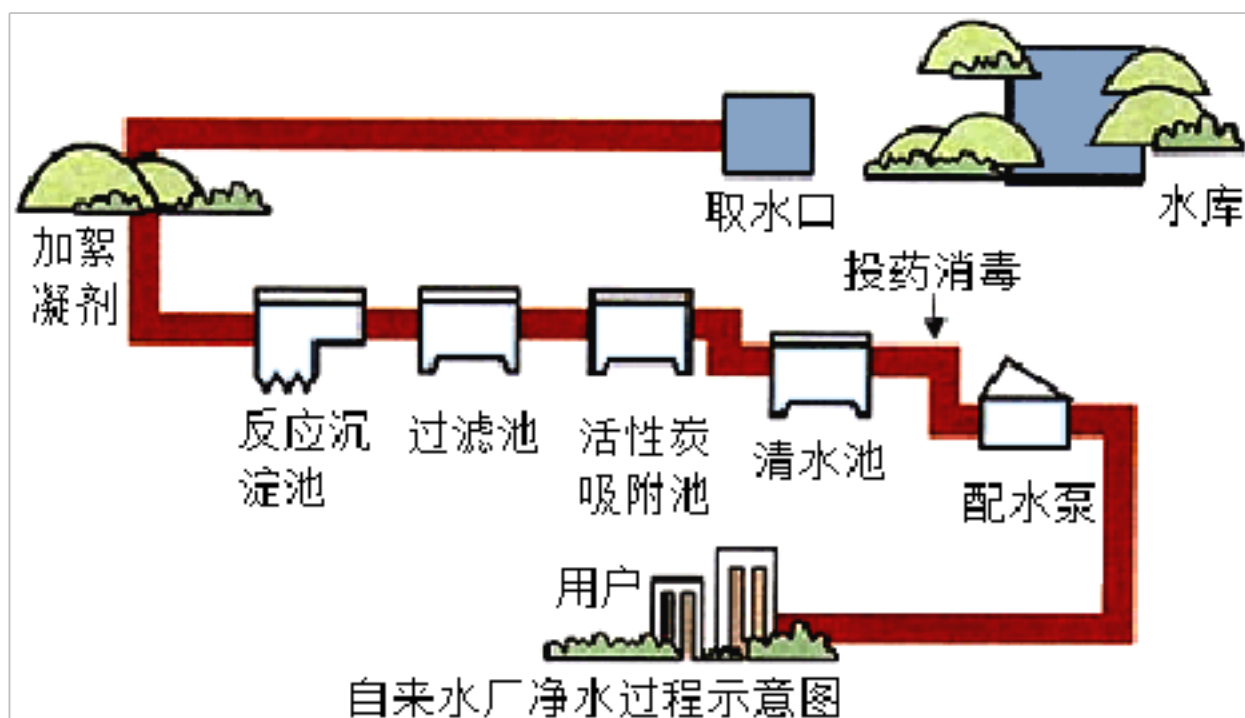 取水口
水库
加絮
凝剂
投药消毒
反应沉
淀池
过滤池
活性炭
吸附池
清水池
配水泵
用户
自来水厂净水过程示意图